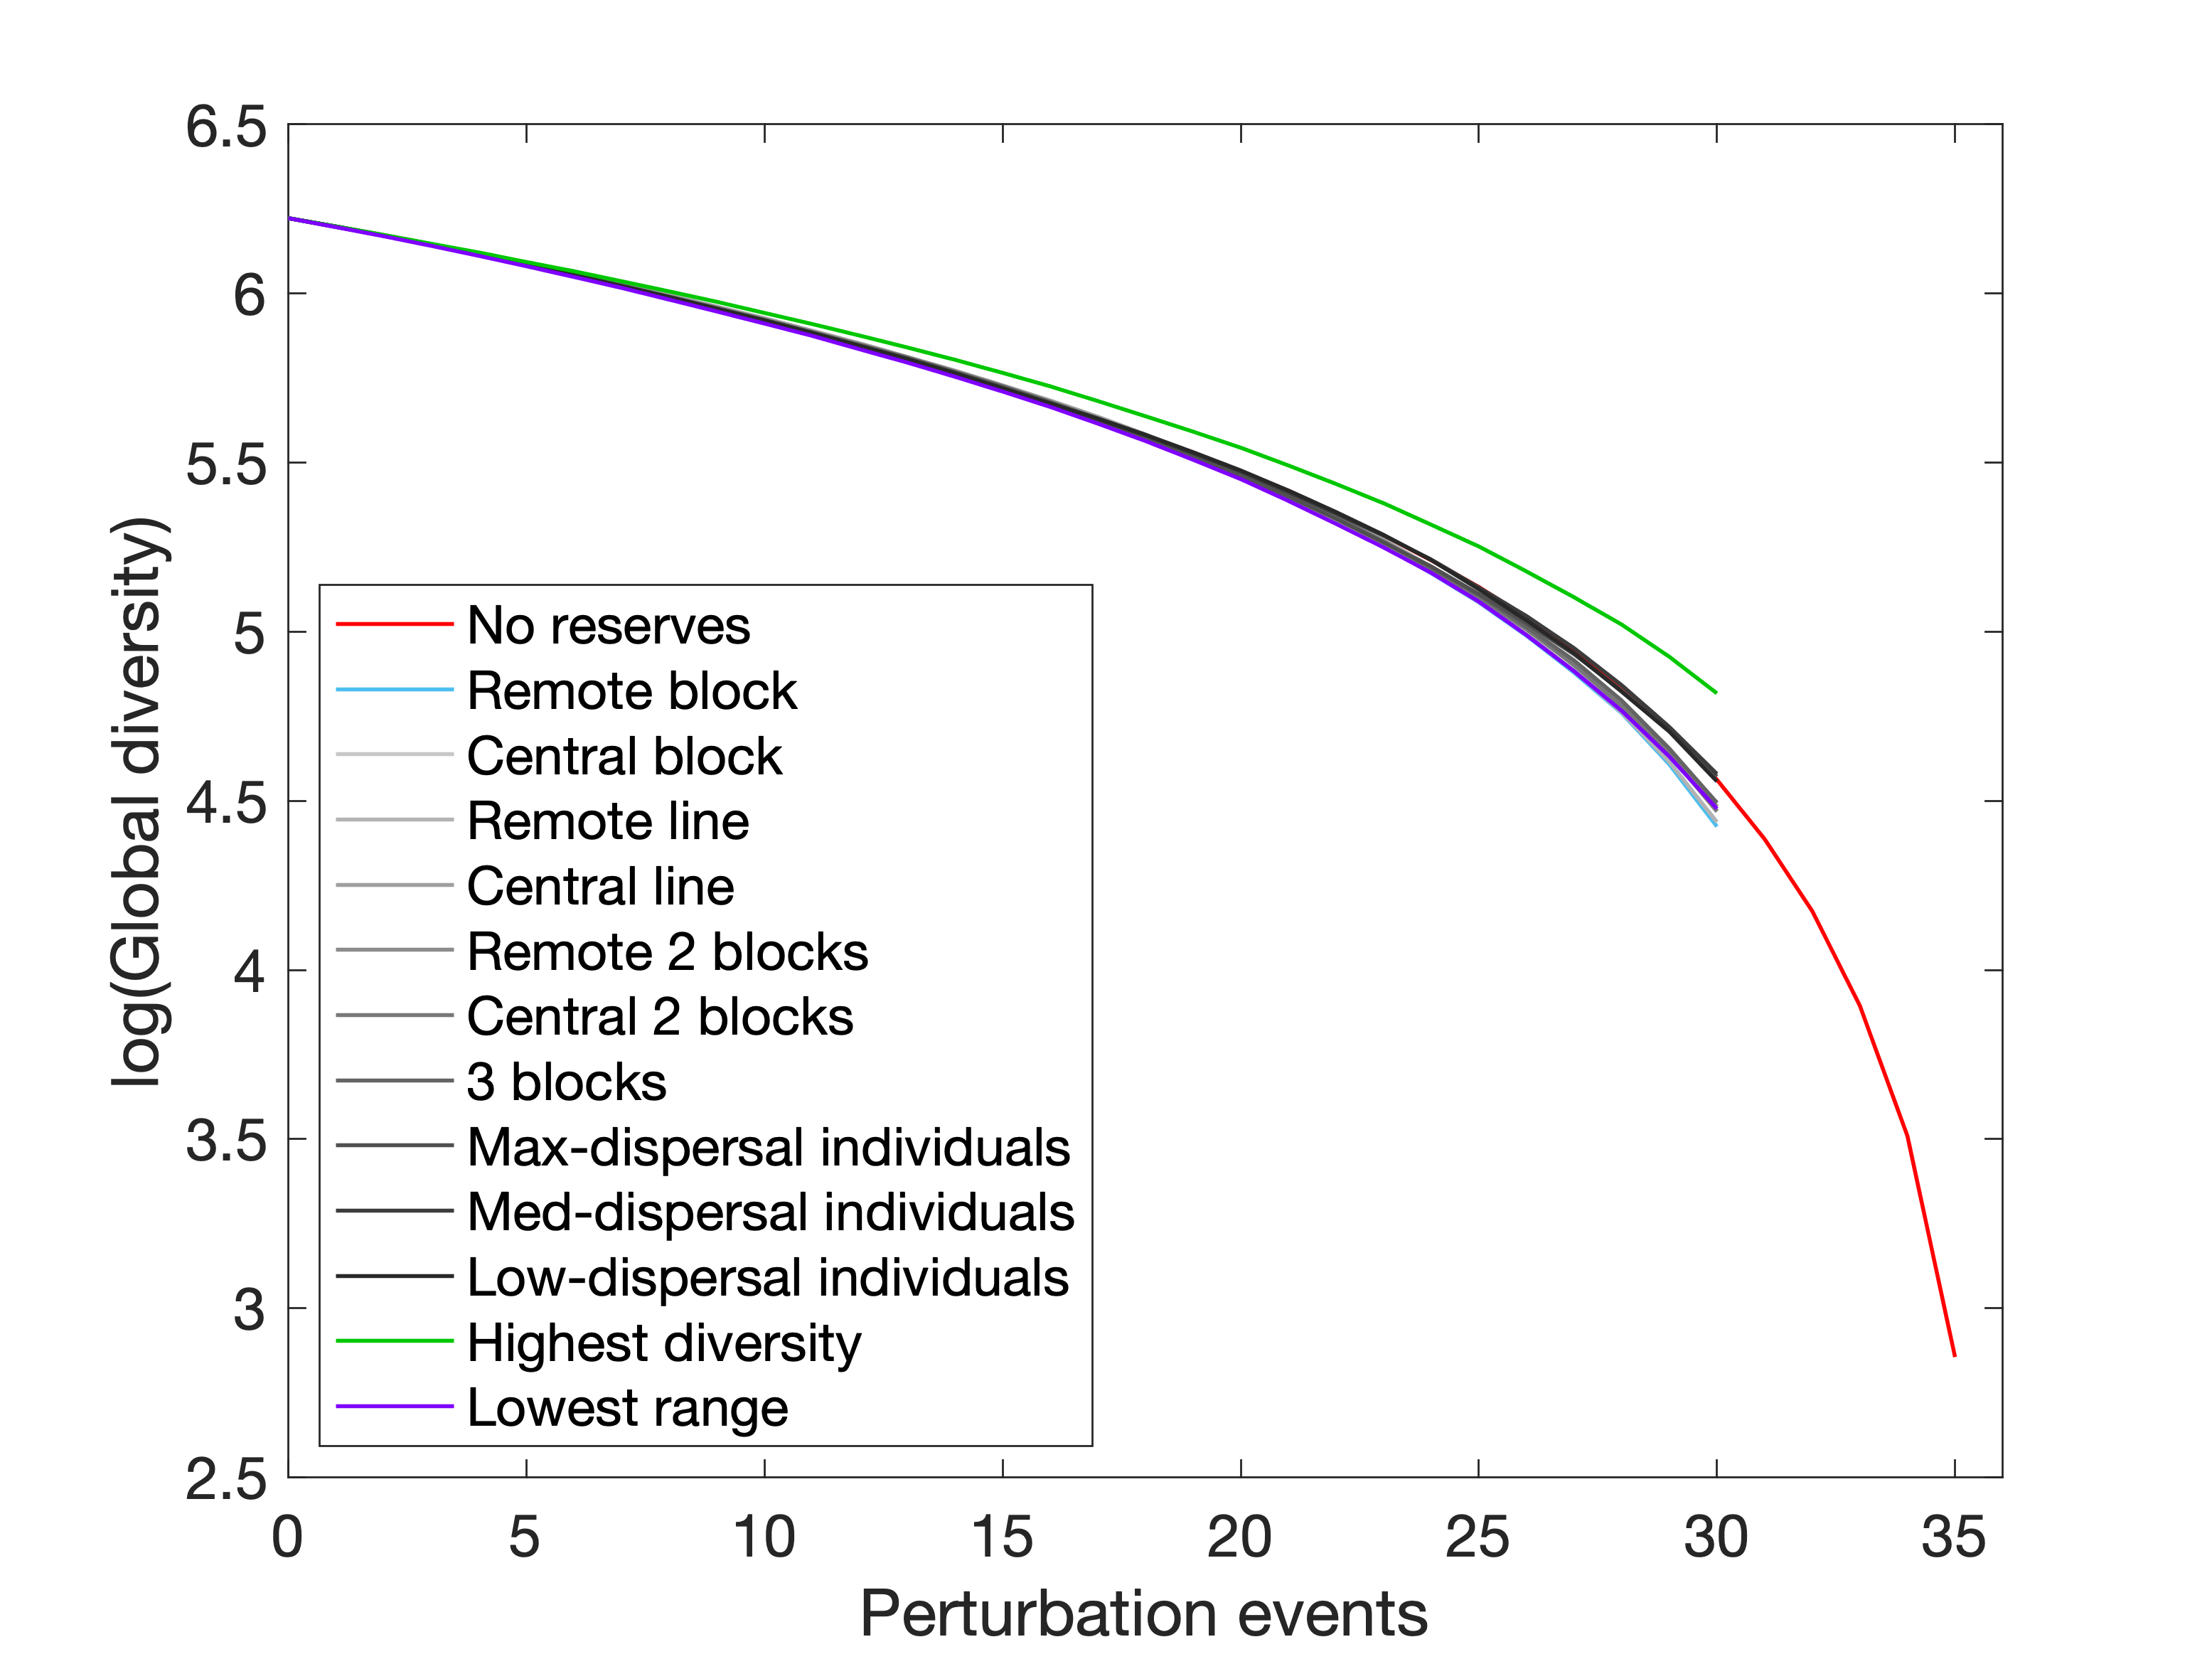 6.5
6
5.5
5
4.5
4
3.5
3
2.5
log(Global diversity)
No reserves
Remote block
Central block
Remote line
Central line
Remote 2 blocks
Central 2 blocks
3 blocks
Max-dispersal individuals
Med-dispersal individuals
Low-dispersal individuals
Highest diversity
Lowest range
0 5 10 15 20 25 30 35
Perturbation events